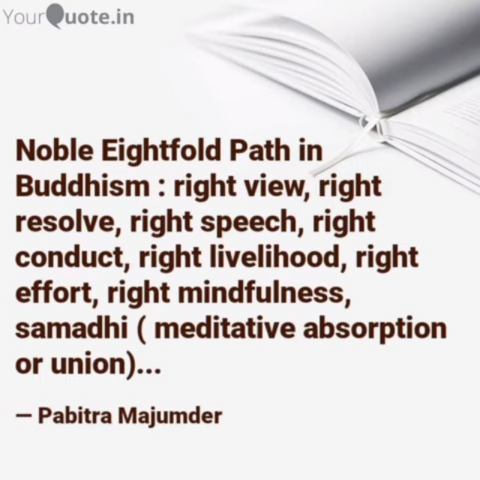 YourQuote.in
Noble Eightfold Path in
Buddhism : right view, right
resolve, right speech, right
conduct, right livelihood, right
effort, right mindfulness,
samadhi ( meditative absorption
or union)...
— Pabitra Majumder